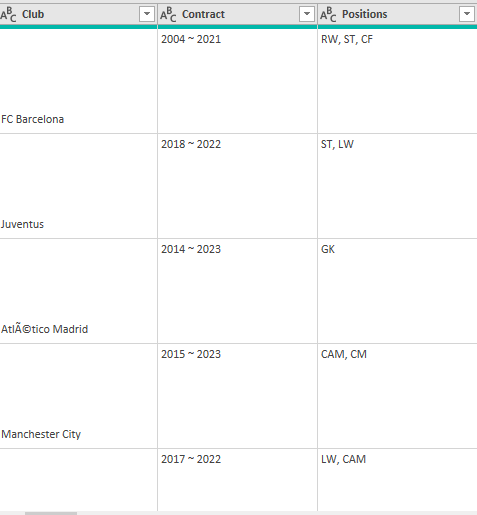 ABC Club ABC Contract ABC Positions
2004 ~ 2021 RW, ST, CF
FC Barcelona
2018 ~ 2022 ST, LW
Juventus
2014 ~ 2023 GK
AtlÃ©tico Madrid
2015 ~ 2023 CAM, CM
Manchester City
2017 ~ 2022 LW, CAM